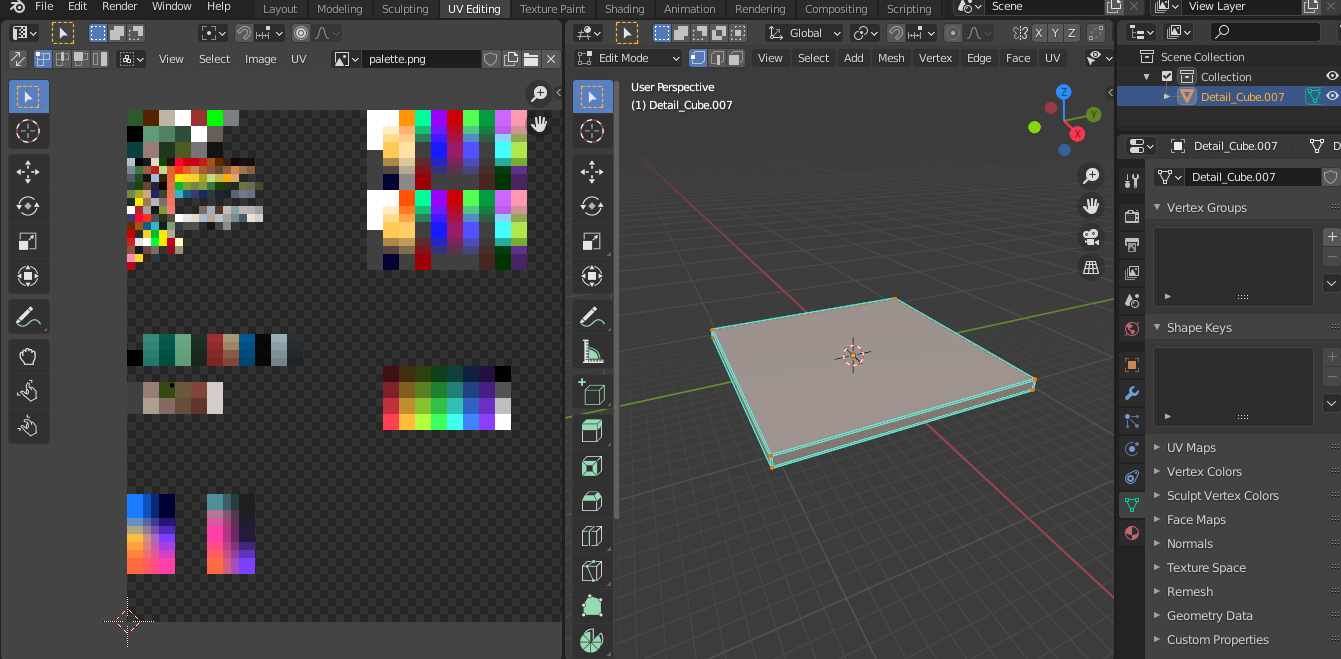 File Edit Render Window Help Layout Modeling Sculpting UV Editing Texture Paint Shading Animation Rendering Compositing Scripting Scene View Layer
Global
View Select Image UV palette.png Edit Mode View Select Add Mesh Vertex Edge Face UV
X Y Z
User Perspective
(1) Detail_Cube.007
Z
Y
X
Scene Collection
Collection
Detail_Cube.007
Detail_Cube.007 D
Detail_Cube.007
Vertex Groups
Shape Keys
UV Maps
Vertex Colors
Sculpt Vertex Colors
Face Maps
Normals
Texture Space
Remesh
Geometry Data
Custom Properties